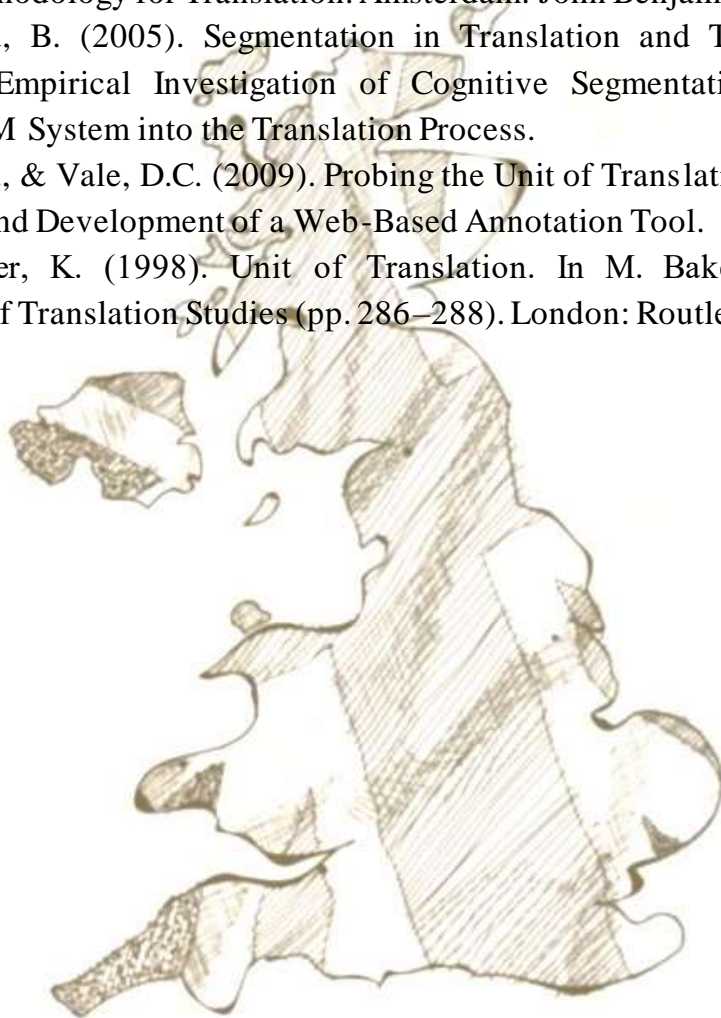 odology for Translation. Amsterdam: John Benjami
, B. (2005). Segmentation in Translation and T
Empirical Investigation of Cognitive Segmentati
M System into the Translation Process.
, & Vale, D.C. (2009). Probing the Unit of Translati
nd Development of a Web-Based Annotation Tool.
er, K. (1998). Unit of Translation. In M. Bak
f Translation Studies (pp. 286–288). London: Routle